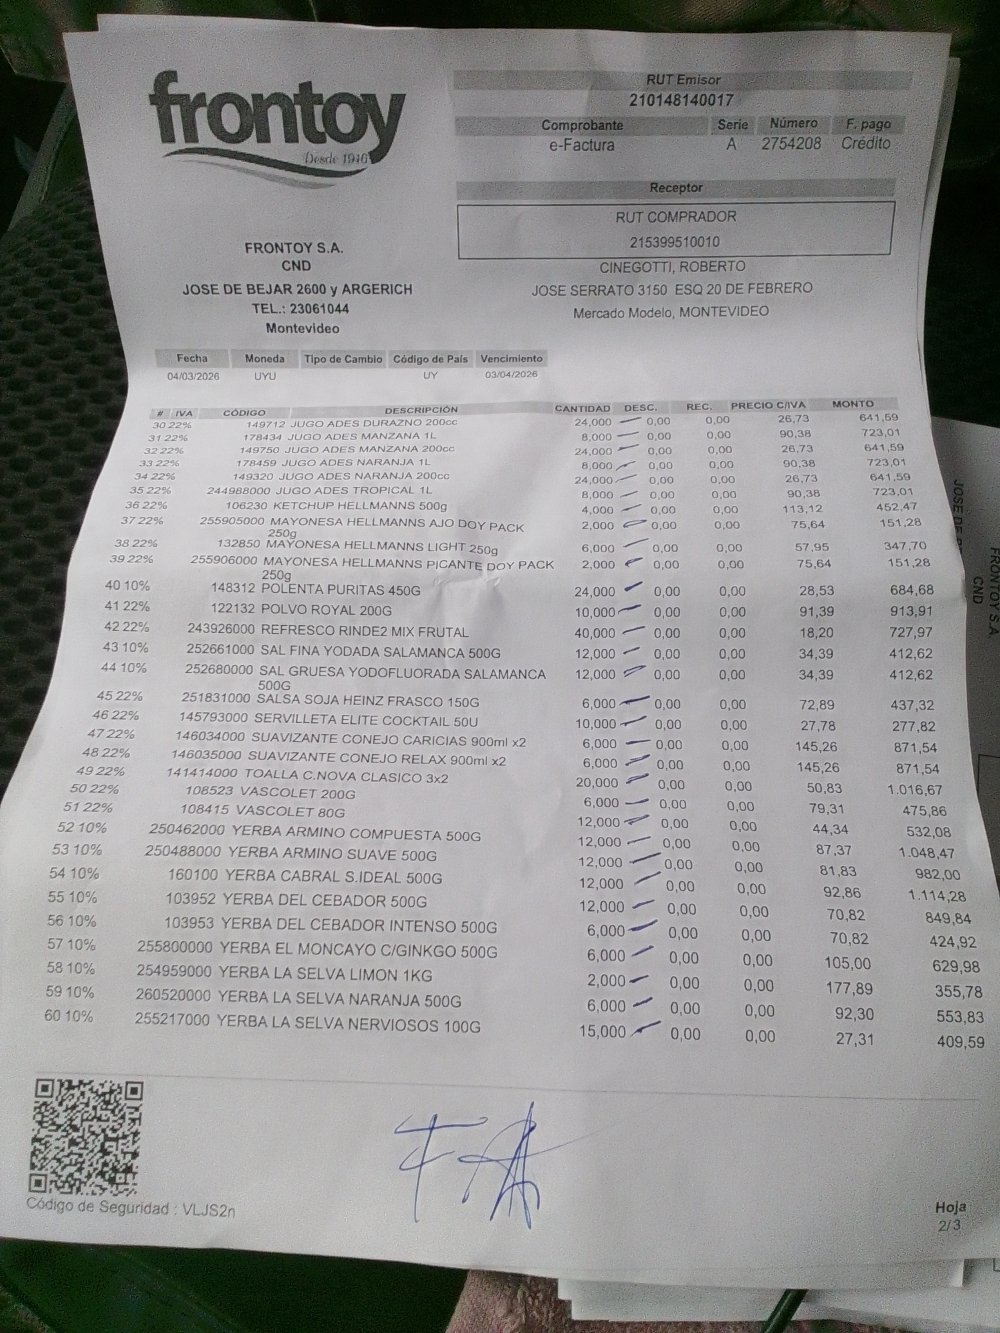 frontoy
Desde 1916
RUT Emisor
210148140017
Comprobante Serie Número F. pago
e-Factura A 2754208 Crédito
Receptor
RUT COMPRADOR
215399510010
CINEGOTTI, ROBERTO
JOSE SERRATO 3150 ESQ 20 DE FEBRERO
Mercado Modelo, MONTEVIDEO
FRONTOY S.A.
CND
JOSE DE BEJAR 2600 y ARGERICH
TEL.: 23061044
Montevideo
Fecha Moneda Tipo de Cambio Código de País Vencimiento
04/03/2026 UYU UY 03/04/2026
# IVA CÓDIGO DESCRIPCIÓN CANTIDAD DESC. REC. PRECIO C/IVA MONTO
30 22% 149712 JUGO ADES DURAZNO 200cc 24,000 0,00 0,00 26,73 641,59
31 22% 178434 JUGO ADES MANZANA 1L 8,000 0,00 0,00 90,38 723,01
32 22% 149750 JUGO ADES MANZANA 200cc 24,000 0,00 0,00 26,73 641,59
33 22% 178459 JUGO ADES NARANJA 1L 8,000 0,00 0,00 90,38 723,01
34 22% 149320 JUGO ADES NARANJA 200cc 24,000 0,00 0,00 26,73 641,59
35 22% 244988000 JUGO ADES TROPICAL 1L 8,000 0,00 0,00 90,38 723,01
36 22% 106230 KETCHUP HELLMANNS 500g 4,000 0,00 0,00 113,12 452,47
37 22% 255905000 MAYONESA HELLMANNS AJO DOY PACK 2,000 0,00 0,00 75,64 151,28
250g
38 22% 132850 MAYONESA HELLMANNS LIGHT 250g 6,000 0,00 0,00 57,95 347,70
39 22% 255906000 MAYONESA HELLMANNS PICANTE DOY PACK 2,000 0,00 0,00 75,64 151,28
250g
40 10% 148312 POLENTA PURITAS 450G 24,000 0,00 0,00 28,53 684,68
41 22% 122132 POLVO ROYAL 200G 10,000 0,00 0,00 91,39 913,91
42 22% 243926000 REFRESCO RINDE2 MIX FRUTAL 40,000 0,00 0,00 18,20 727,97
43 10% 252661000 SAL FINA YODADA SALAMANCA 500G 12,000 0,00 0,00 34,39 412,62
44 10% 252680000 SAL GRUESA YODOFLUORADA SALAMANCA 12,000 0,00 0,00 34,39 412,62
500G
45 22% 251831000 SALSA SOJA HEINZ FRASCO 150G 6,000 0,00 0,00 72,89 437,32
46 22% 145793000 SERVILLETA ELITE COCKTAIL 50U 10,000 0,00 0,00 27,78 277,82
47 22% 146034000 SUAVIZANTE CONEJO CARICIAS 900ml x2 6,000 0,00 0,00 145,26 871,54
48 22% 146035000 SUAVIZANTE CONEJO RELAX 900ml x2 6,000 0,00 0,00 145,26 871,54
49 22% 141414000 TOALLA C.NOVA CLASICO 3x2 20,000 0,00 0,00 50,83 1.016,67
50 22% 108523 VASCOLET 200G 6,000 0,00 0,00 79,31 475,86
51 22% 108415 VASCOLET 80G 12,000 0,00 0,00 44,34 532,08
52 10% 250462000 YERBA ARMINO COMPUESTA 500G 12,000 0,00 0,00 87,37 1.048,47
53 10% 250488000 YERBA ARMINO SUAVE 500G 12,000 0,00 0,00 81,83 982,00
54 10% 160100 YERBA CABRAL S.IDEAL 500G 12,000 0,00 0,00 92,86 1.114,28
55 10% 103952 YERBA DEL CEBADOR 500G 12,000 0,00 0,00 70,82 849,84
56 10% 103953 YERBA DEL CEBADOR INTENSO 500G 6,000 0,00 0,00 70,82 424,92
57 10% 255800000 YERBA EL MONCAYO C/GINKGO 500G 6,000 0,00 0,00 105,00 629,98
58 10% 254959000 YERBA LA SELVA LIMON 1KG 2,000 0,00 0,00 177,89 355,78
59 10% 260520000 YERBA LA SELVA NARANJA 500G 6,000 0,00 0,00 92,30 553,83
60 10% 255217000 YERBA LA SELVA NERVIOSOS 100G 15,000 0,00 0,00 27,31 409,59
Código de Seguridad : VLJS2n
Hoja
2/3
FRONTOY S.A
CND